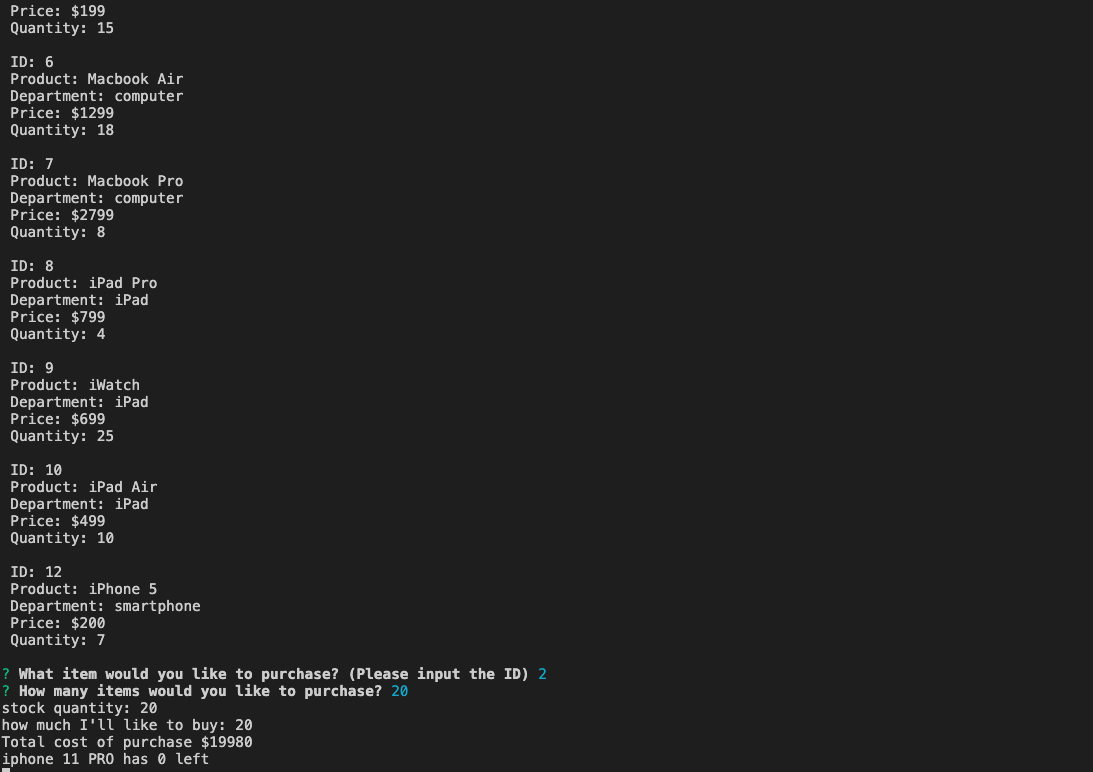 Price: $199
Quantity: 15
ID: 6
Product: Macbook Air
Department: computer
Price: $1299
Quantity: 18
ID: 7
Product: Macbook Pro
Department: computer
Price: $2799
Quantity: 8
ID: 8
Product: iPad Pro
Department: iPad
Price: $799
Quantity: 4
ID: 9
Product: iWatch
Department: iPad
Price: $699
Quantity: 25
ID: 10
Product: iPad Air
Department: iPad
Price: $499
Quantity: 10
ID: 12
Product: iPhone 5
Department: smartphone
Price: $200
Quantity: 7
? What item would you like to purchase? (Please input the ID) 2
? How many items would you like to purchase? 20
stock quantity: 20
how much I'll like to buy: 20
Total cost of purchase $19980
iphone 11 PRO has 0 left